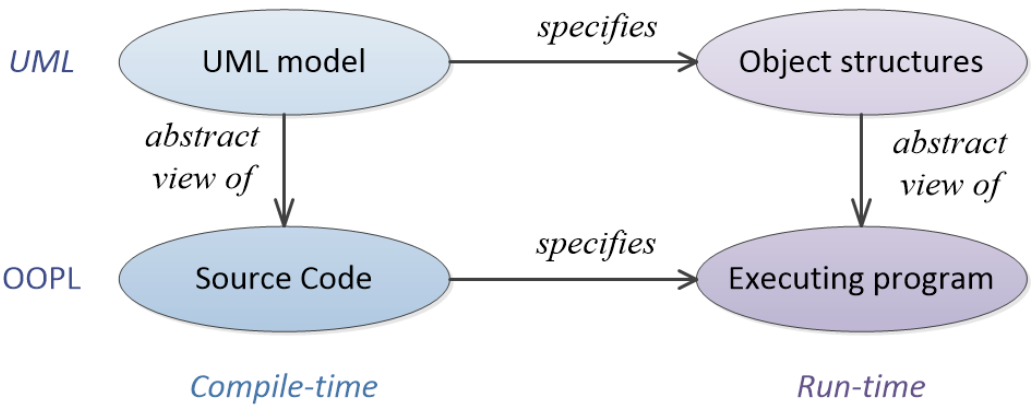 specifies
UML
UML model
Object structures
abstract
view of
abstract
view of
specifies
OOPL
Source Code
Executing program
Compile-time
Run-time